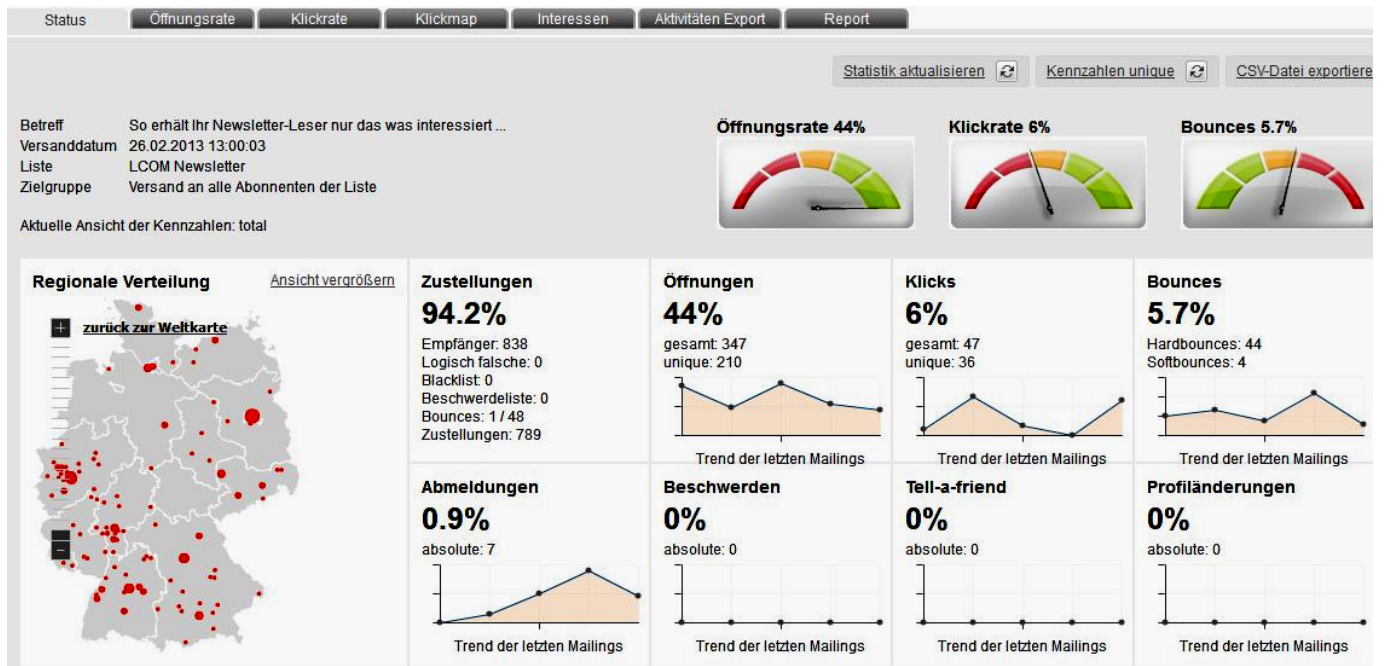 Status Öffnungsrate Klickrate Klickmap Interessen Aktivitäten Export Report
Statistik aktualisieren Kennzahlen unique CSV-Datei exportiere
Betreff So erhält Ihr Newsletter-Leser nur das was interessiert ...
Versanddatum 26.02.2013 13:00:03
Liste LCOM Newsletter
Zielgruppe Versand an alle Abonnenten der Liste
Aktuelle Ansicht der Kennzahlen: total
Öffnungsrate 44% Klickrate 6% Bounces 5.7%
Regionale Verteilung Ansicht vergrößern
+ zurück zur Weltkarte
-
Zustellungen
94.2%
Empfänger: 838
Logisch falsche: 0
Blacklist: 0
Beschwerdeliste: 0
Bounces: 1 / 48
Zustellungen: 789
Öffnungen
44%
gesamt: 347
unique: 210
Trend der letzten Mailings
Klicks
6%
gesamt: 47
unique: 36
Trend der letzten Mailings
Bounces
5.7%
Hardbounces: 44
Softbounces: 4
Trend der letzten Mailings
Abmeldungen
0.9%
absolute: 7
Trend der letzten Mailings
Beschwerden
0%
absolute: 0
Trend der letzten Mailings
Tell-a-friend
0%
absolute: 0
Trend der letzten Mailings
Profiländerungen
0%
absolute: 0
Trend der letzten Mailings